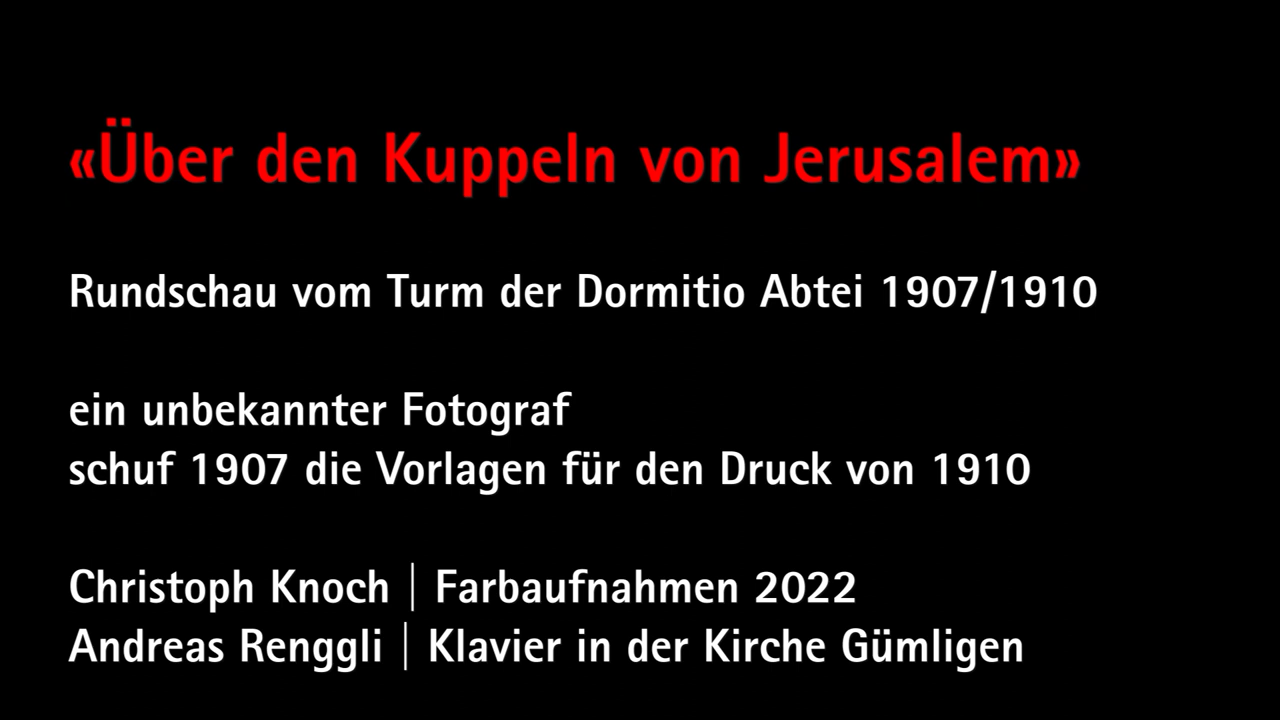 «Über den Kuppeln von Jerusalem»
Rundschau vom Turm der Dormitio Abtei 1907/1910
ein unbekannter Fotograf
schuf 1907 die Vorlagen für den Druck von 1910
Christoph Knoch | Farbaufnahmen 2022
Andreas Renggli | Klavier in der Kirche Gümligen